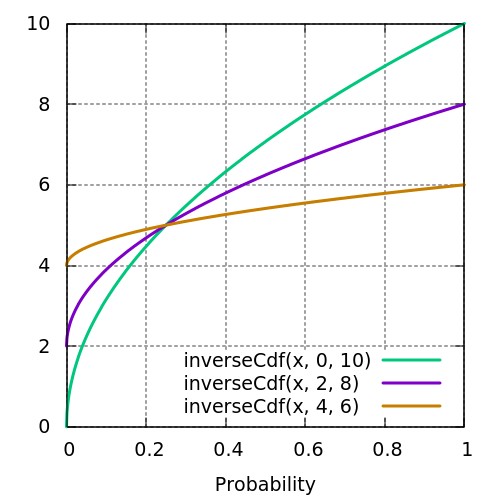 10
8
6
4
2
0
inverseCdf(x, 0, 10)
inverseCdf(x, 2, 8)
inverseCdf(x, 4, 6)
0 0.2 0.4 0.6 0.8 1
Probability